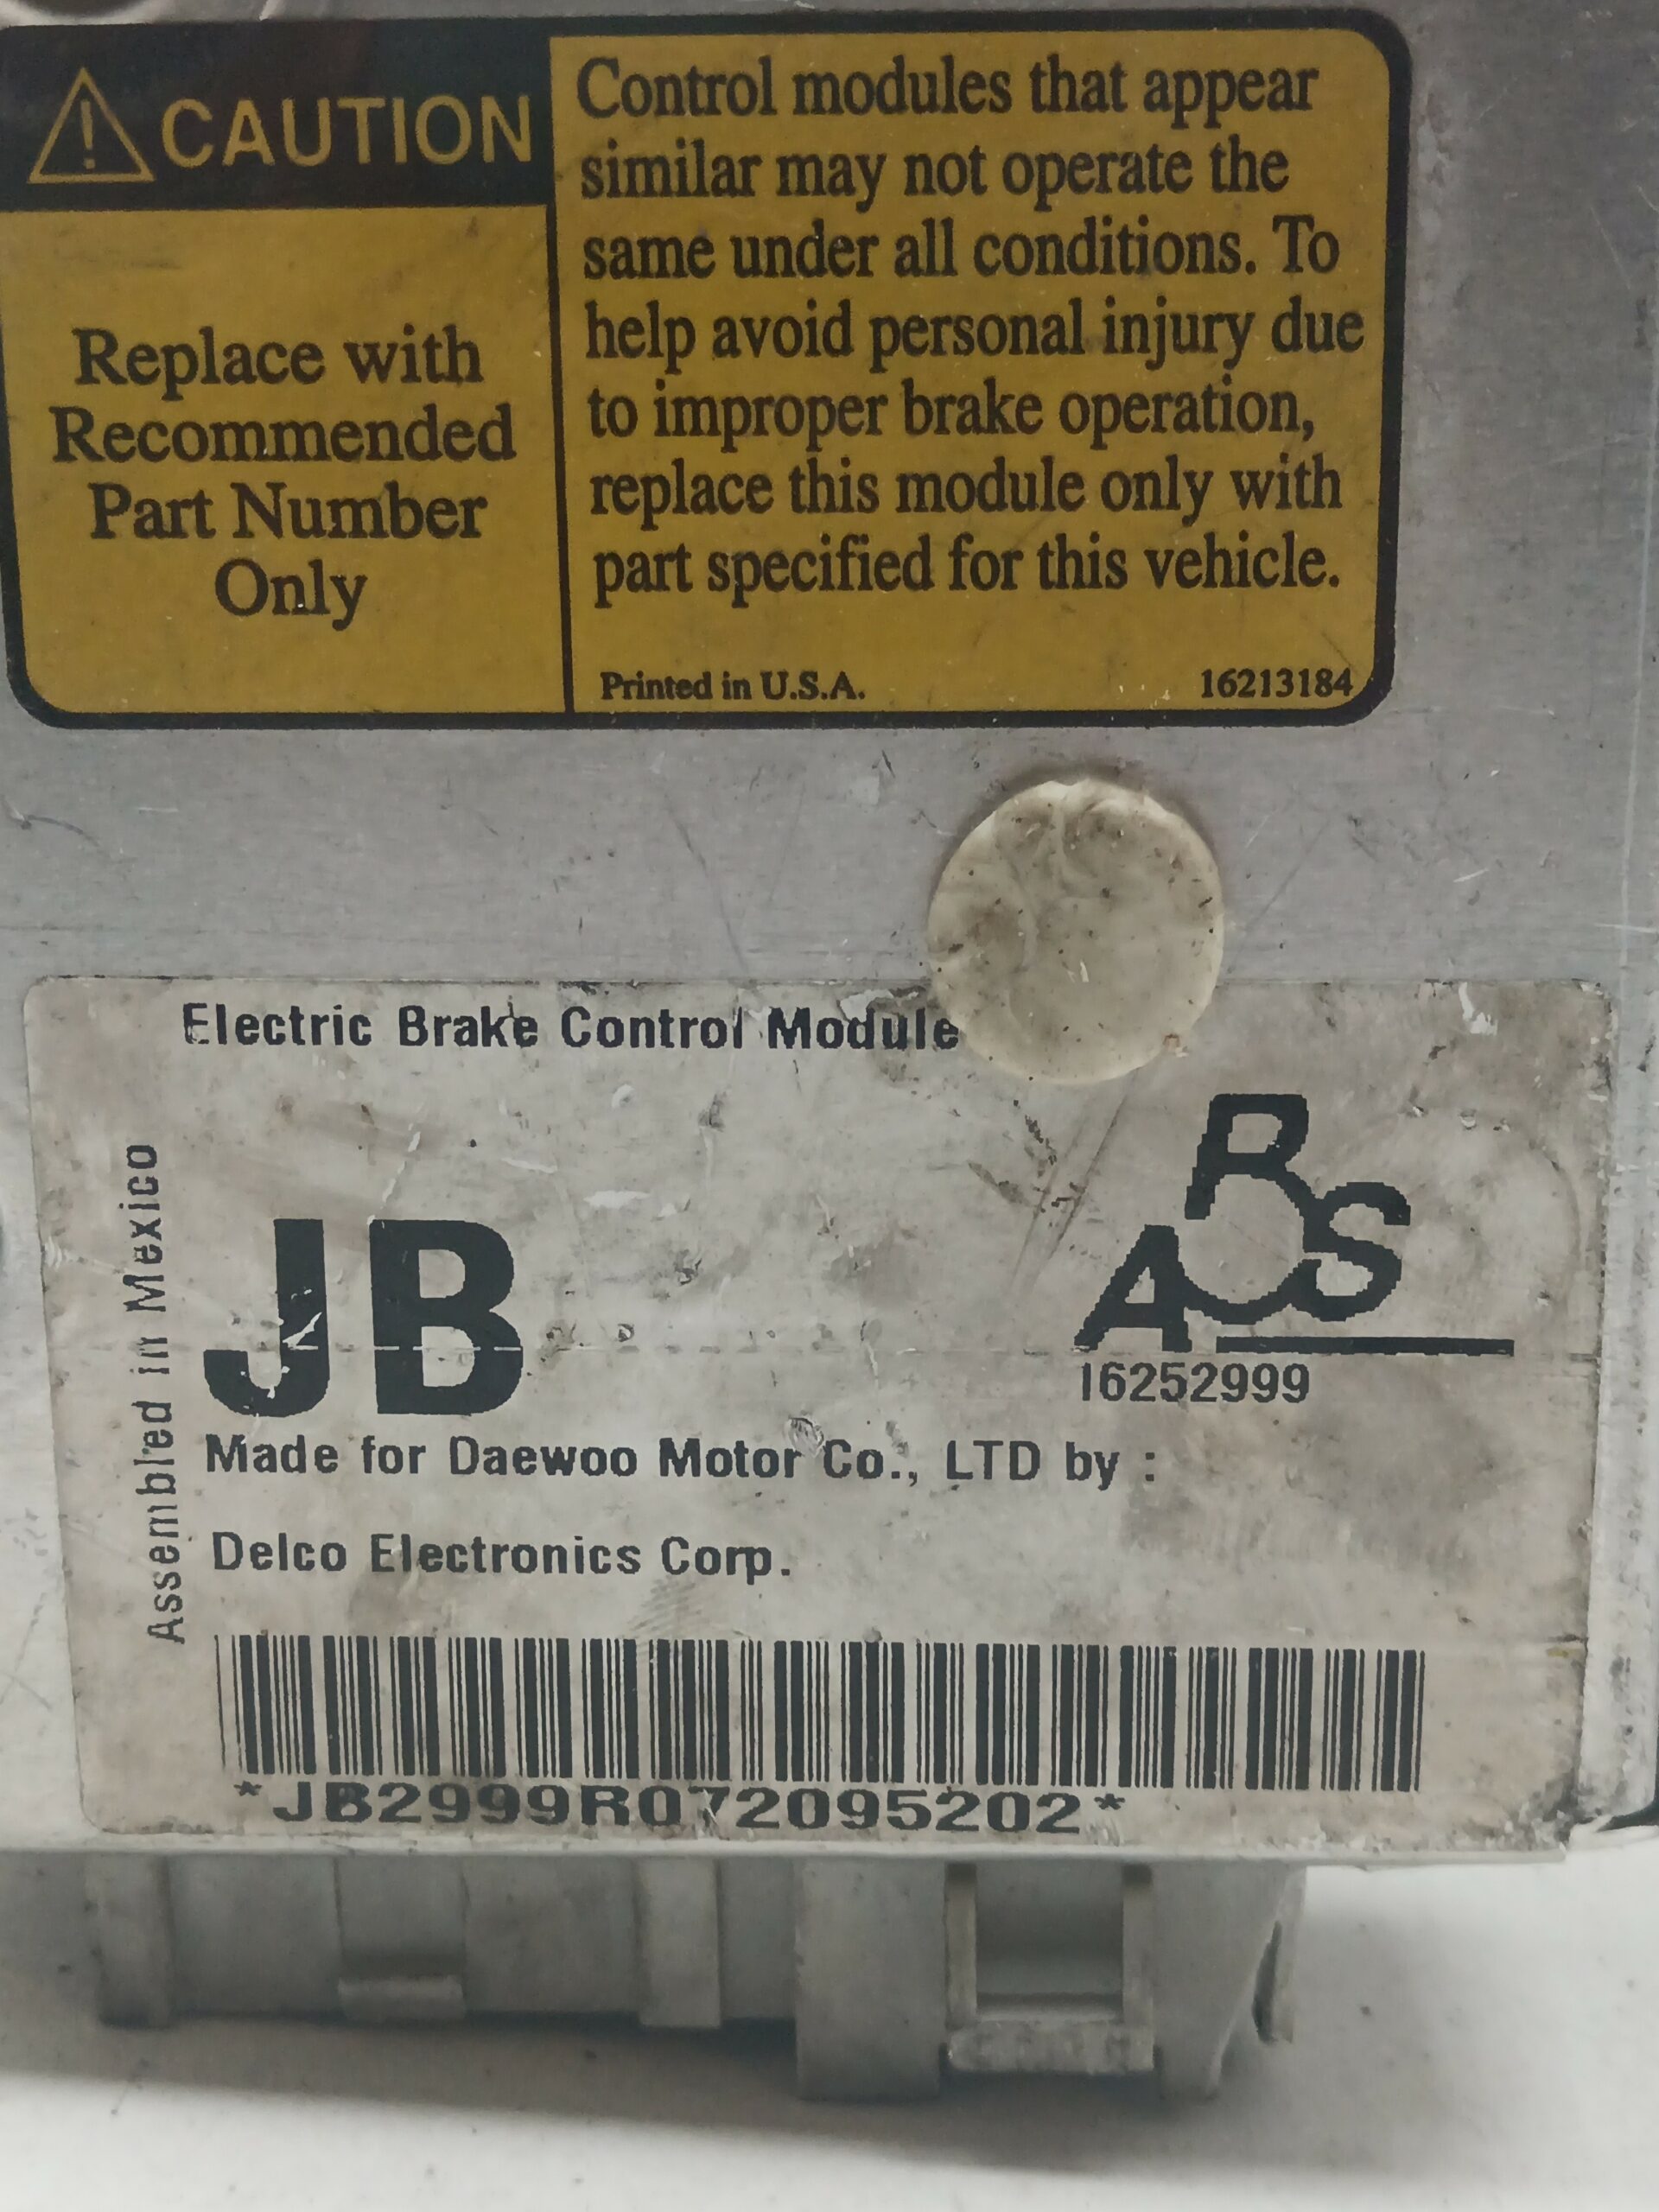 CAUTION
Replace with
Recommended
Part Number
Only
Control modules that appear
similar may not operate the
same under all conditions. To
help avoid personal injury due
to improper brake operation,
replace this module only with
part specified for this vehicle.
Printed in U.S.A.
16213184
Electric Brake Control Module
Assembled in Mexico
JB
ABS
16252999
Made for Daewoo Motor Co., LTD by :
Delco Electronics Corp.
*JB2999R072095202*